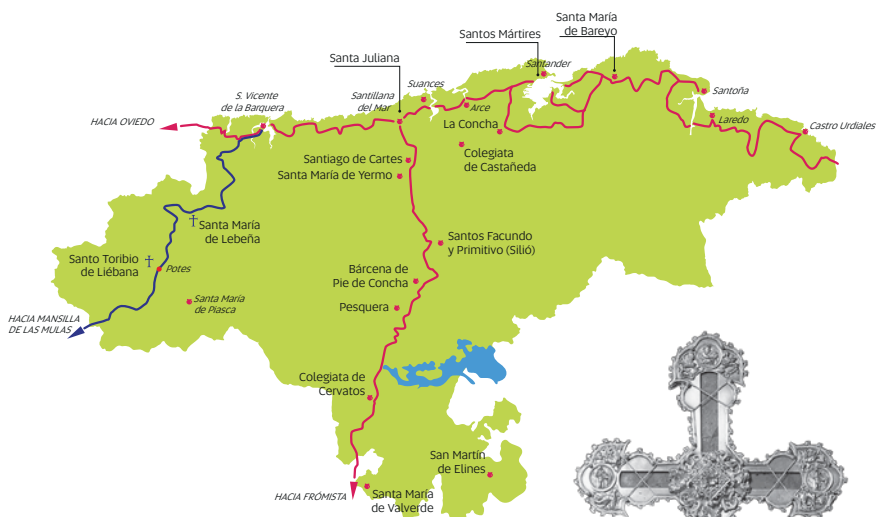 Santa María
de Bareyo
Santos Mártires
Santa Juliana
Santander
Suances
Santoña
S. Vicente
de la Barquera
Santillana
del Mar
Arce
HACIA OVIEDO
La Concha
Laredo
Castro Urdiales
Colegiata
de Castañeda
Santiago de Cartes
Santa María de Yermo
Santa María
de Lebeña
Santos Facundo
y Primitivo (Silió)
Santo Toribio
de Liébana
Potes
Bárcena de
Pie de Concha
Santa María
de Piasca
Pesquera
HACIA MANSILLA
DE LAS MULAS
Colegiata de
Cervatos
San Martín
de Elines
HACIA FRÓMISTA
Santa María
de Valverde